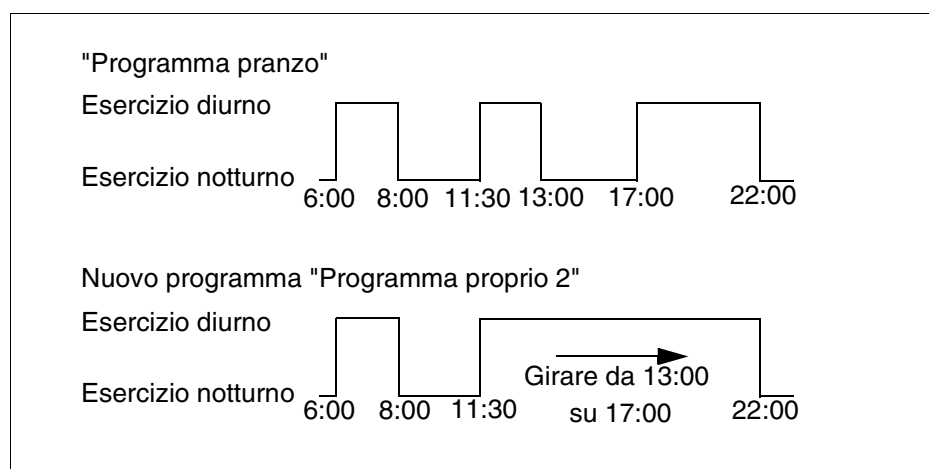 "Programma pranzo"
Esercizio diurno
Esercizio notturno
6:00 8:00 11:30 13:00 17:00 22:00
Nuovo programma "Programma proprio 2"
Esercizio diurno
Girare da 13:00
Esercizio notturno
6:00 8:00 11:30 su 17:00 22:00